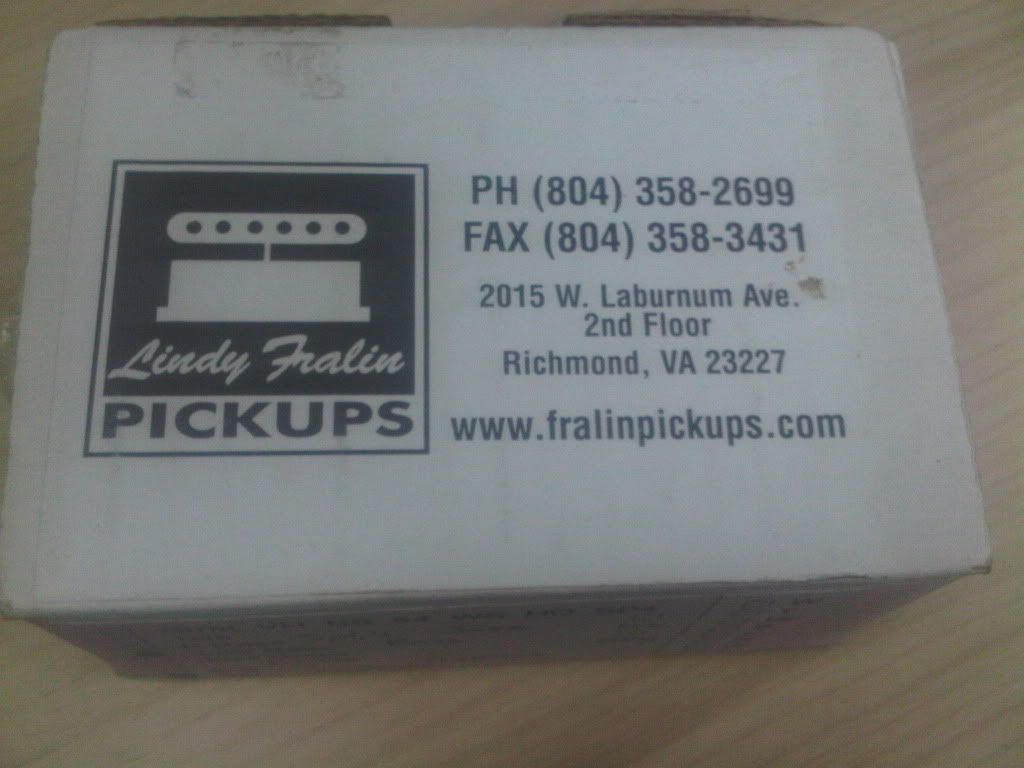 Lindy Fralin
PICKUPS
PH (804) 358-2699
FAX (804) 358-3431
2015 W. Laburnum Ave.
2nd Floor
Richmond, VA 23227
www.fralinpickups.com